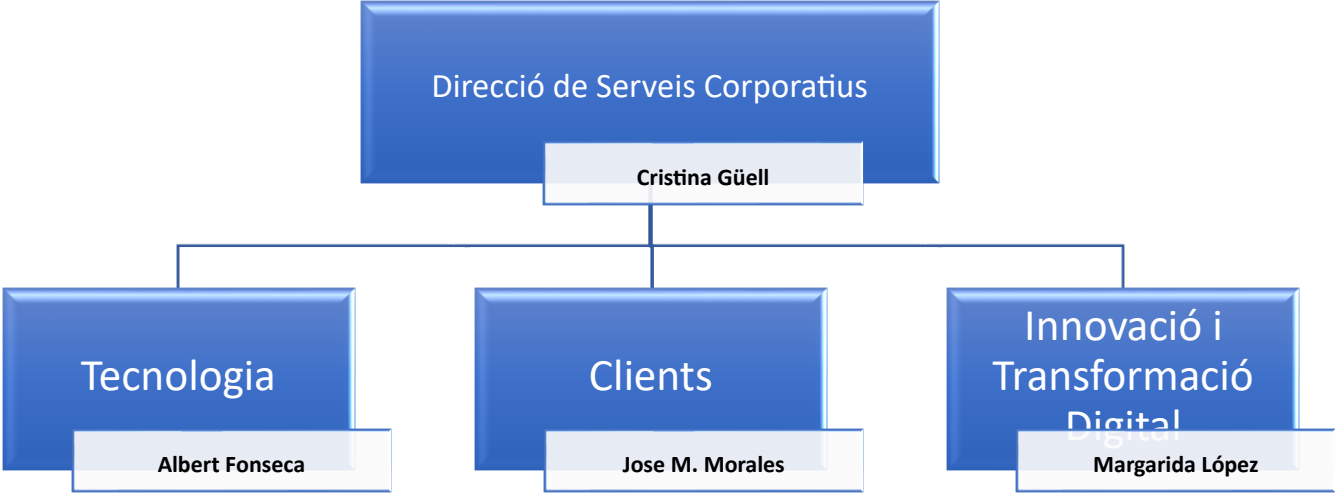 Direcció de Serveis Corporatius
Cristina Güell
Tecnologia
Albert Fonseca
Clients
Jose M. Morales
Innovació i
Transformació
Digital
Margarida López